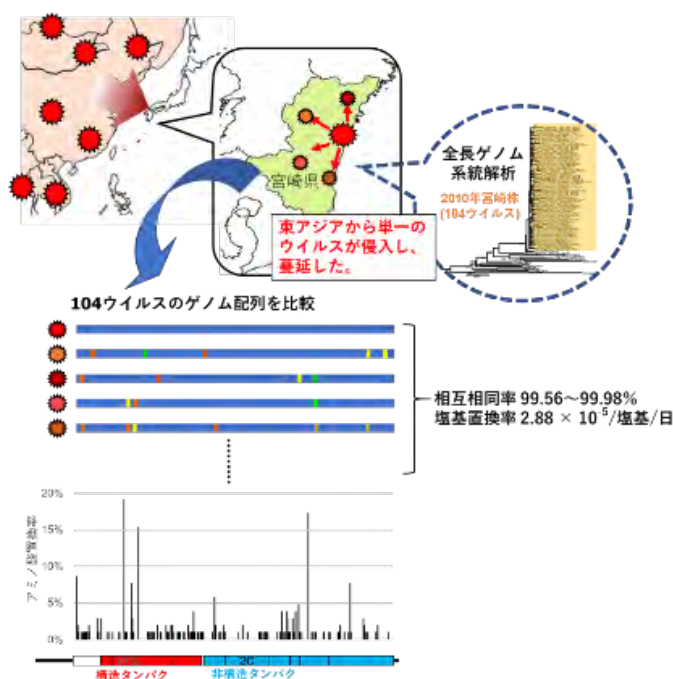 宮崎県
東アジアから単一の
ウイルスが侵入し、
蔓延した。
全長ゲノム
系統解析
2010年宮崎株
(104ウイルス)
104ウイルスのゲノム配列を比較
相互相同率 99.56～99.98%
塩基置換率 2.88 × 10⁻⁵/塩基/日
アミノ酸置換率
20%
15%
10%
5%
0%
2C
構造タンパク
非構造タンパク